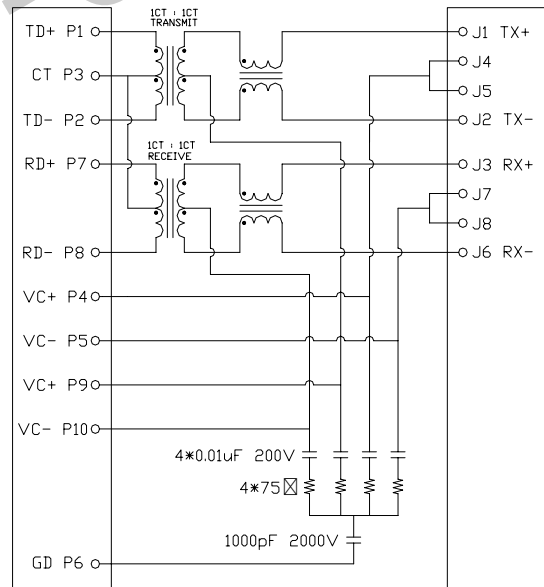 1CT : 1CT
TRANSMIT
TD+ P1
J1 TX+
J4
CT P3
J5
TD- P2
J2 TX-
1CT : 1CT
RECEIVE
RD+ P7
J3 RX+
J7
J8
RD- P8
J6 RX-
VC+ P4
VC- P5
VC+ P9
VC- P10
4*0.01uF 200V
4*75
1000pF 2000V
GD P6